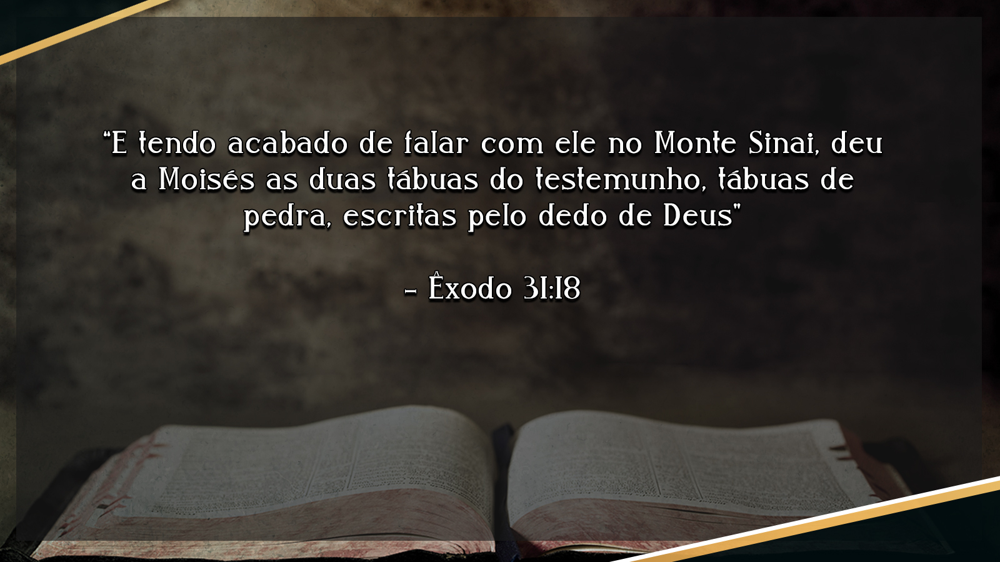 “E tendo acabado de falar com ele no Monte Sinai, deu
a Moisés as duas tábuas do testemunho, tábuas de
pedra, escritas pelo dedo de Deus"
- Êxodo 31:18